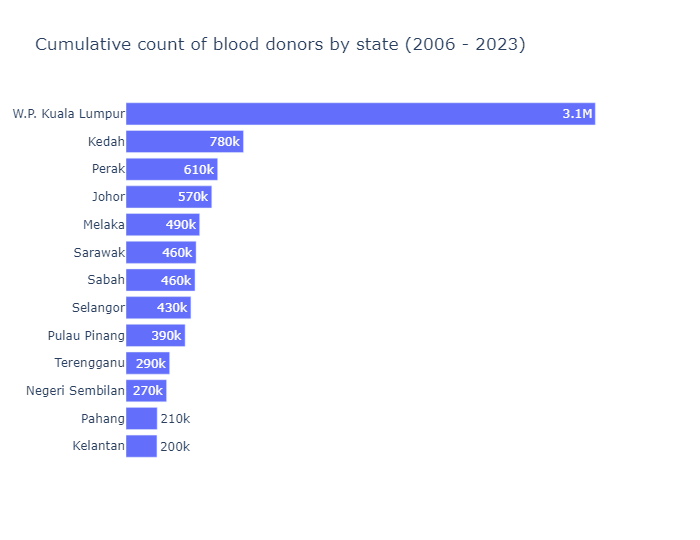 Cumulative count of blood donors by state (2006 - 2023)
W.P. Kuala Lumpur 3.1M
Kedah 780k
Perak 610k
Johor 570k
Melaka 490k
Sarawak 460k
Sabah 460k
Selangor 430k
Pulau Pinang 390k
Terengganu 290k
Negeri Sembilan 270k
Pahang 210k
Kelantan 200k